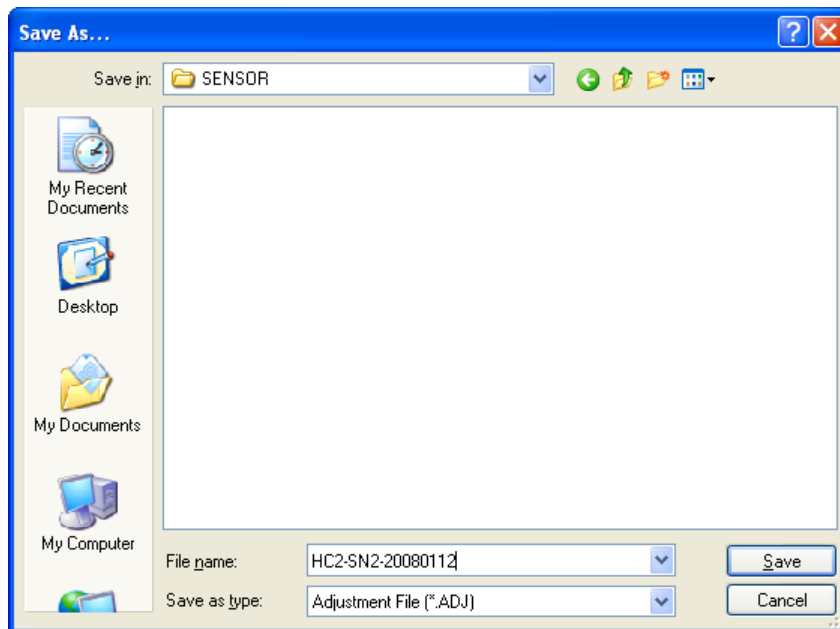 Save As...
Save in: SENSOR
My Recent
Documents
Desktop
My Documents
My Computer
File name: HC2-SN2-20080112
Save
Save as type: Adjustment File (*.ADJ)
Cancel